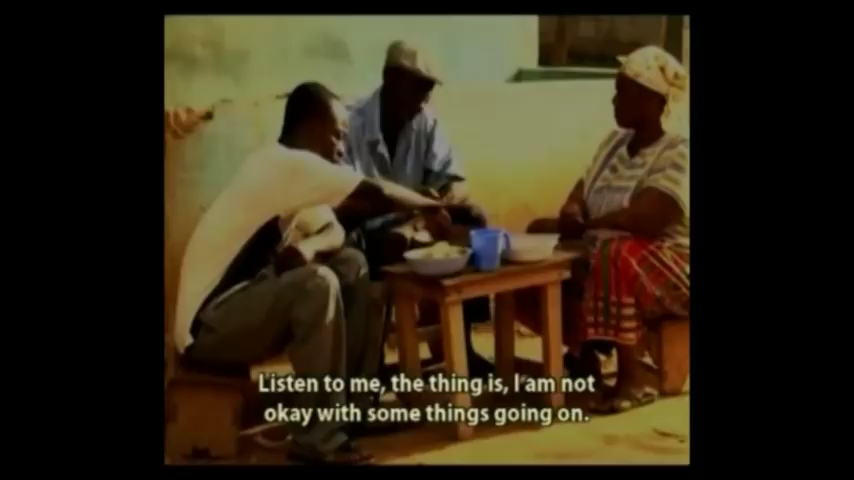 Listen to me, the thing is, I am not
okay with some things going on.